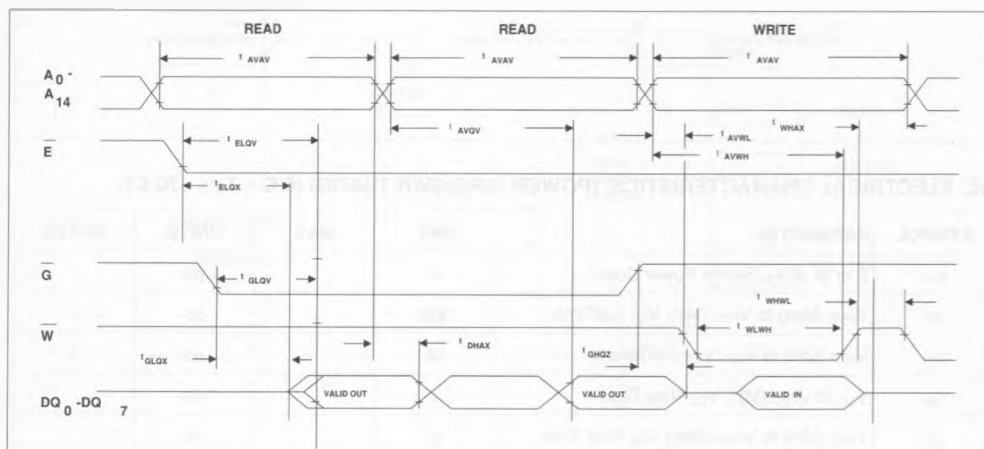 READ READ WRITE
t AVAV t AVAV t AVAV
A0-
A14
t AVQV t AVWL t WHAX
t ELQV
t AVWH
E
t ELQX
G
t GLQV
t WHWL
W
t WLWH
t GLQX t DHAX t GHQZ
DQ0-DQ7 VALID OUT VALID OUT VALID IN